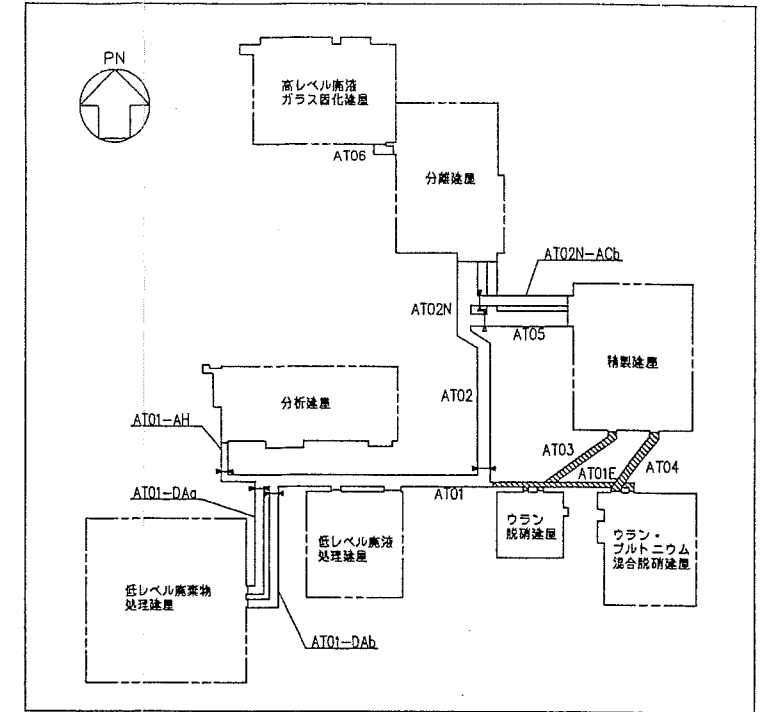 PN
高レベル廃液
ガラス固化建屋
AT06
分離建屋
AT02N-ACb
AT02N
AT05
精製建屋
分析建屋
AT02
AT01-AH
AT03
AT01E
AT04
AT01
AT01-DAa
低レベル廃液
処理建屋
ウラン
脱硝建屋
ウラン・
プルトニウム
混合脱硝建屋
低レベル廃棄物
処理建屋
AT01-DAb